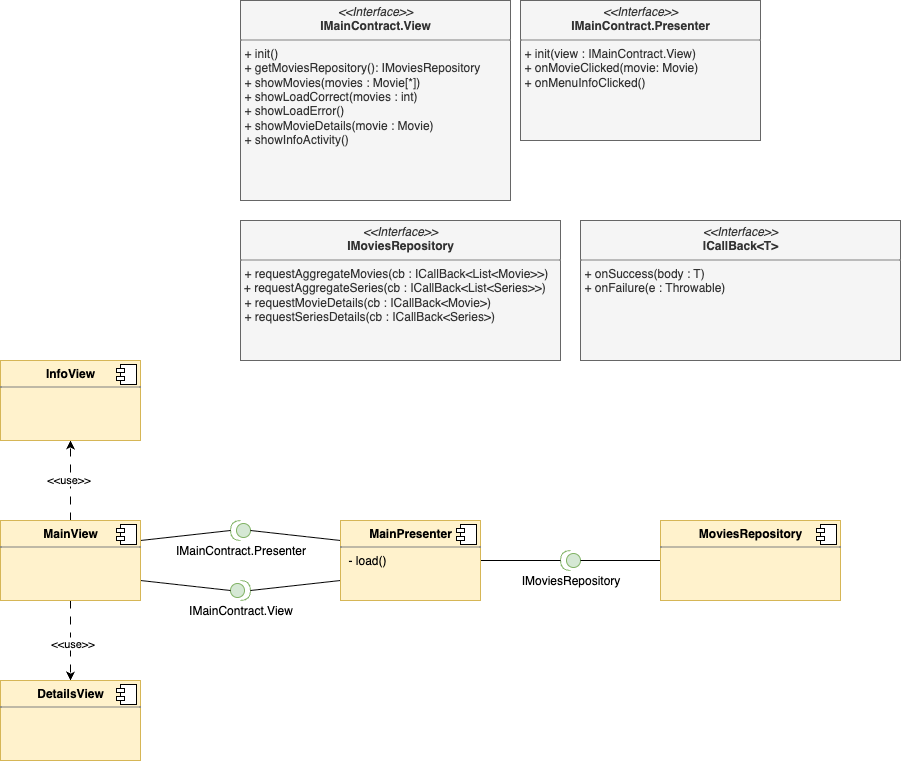 <<Interface>>
IMainContract.View
+ init()
+ getMoviesRepository(): IMoviesRepository
+ showMovies(movies : Movie[*])
+ showLoadCorrect(movies : int)
+ showLoadError()
+ showMovieDetails(movie : Movie)
+ showInfoActivity()
<<Interface>>
IMainContract.Presenter
+ init(view : IMainContract.View)
+ onMovieClicked(movie: Movie)
+ onMenuInfoClicked()
<<Interface>>
IMoviesRepository
+ requestAggregateMovies(cb : ICallBack<List<Movie>>)
+ requestAggregateSeries(cb : ICallBack<List<Series>>)
+ requestMovieDetails(cb : ICallBack<Movie>)
+ requestSeriesDetails(cb : ICallBack<Series>)
<<Interface>>
ICallBack<T>
+ onSuccess(body : T)
+ onFailure(e : Throwable)
InfoView
<<use>>
MainView
IMainContract.Presenter
IMainContract.View
MainPresenter
- load()
IMoviesRepository
MoviesRepository
<<use>>
DetailsView